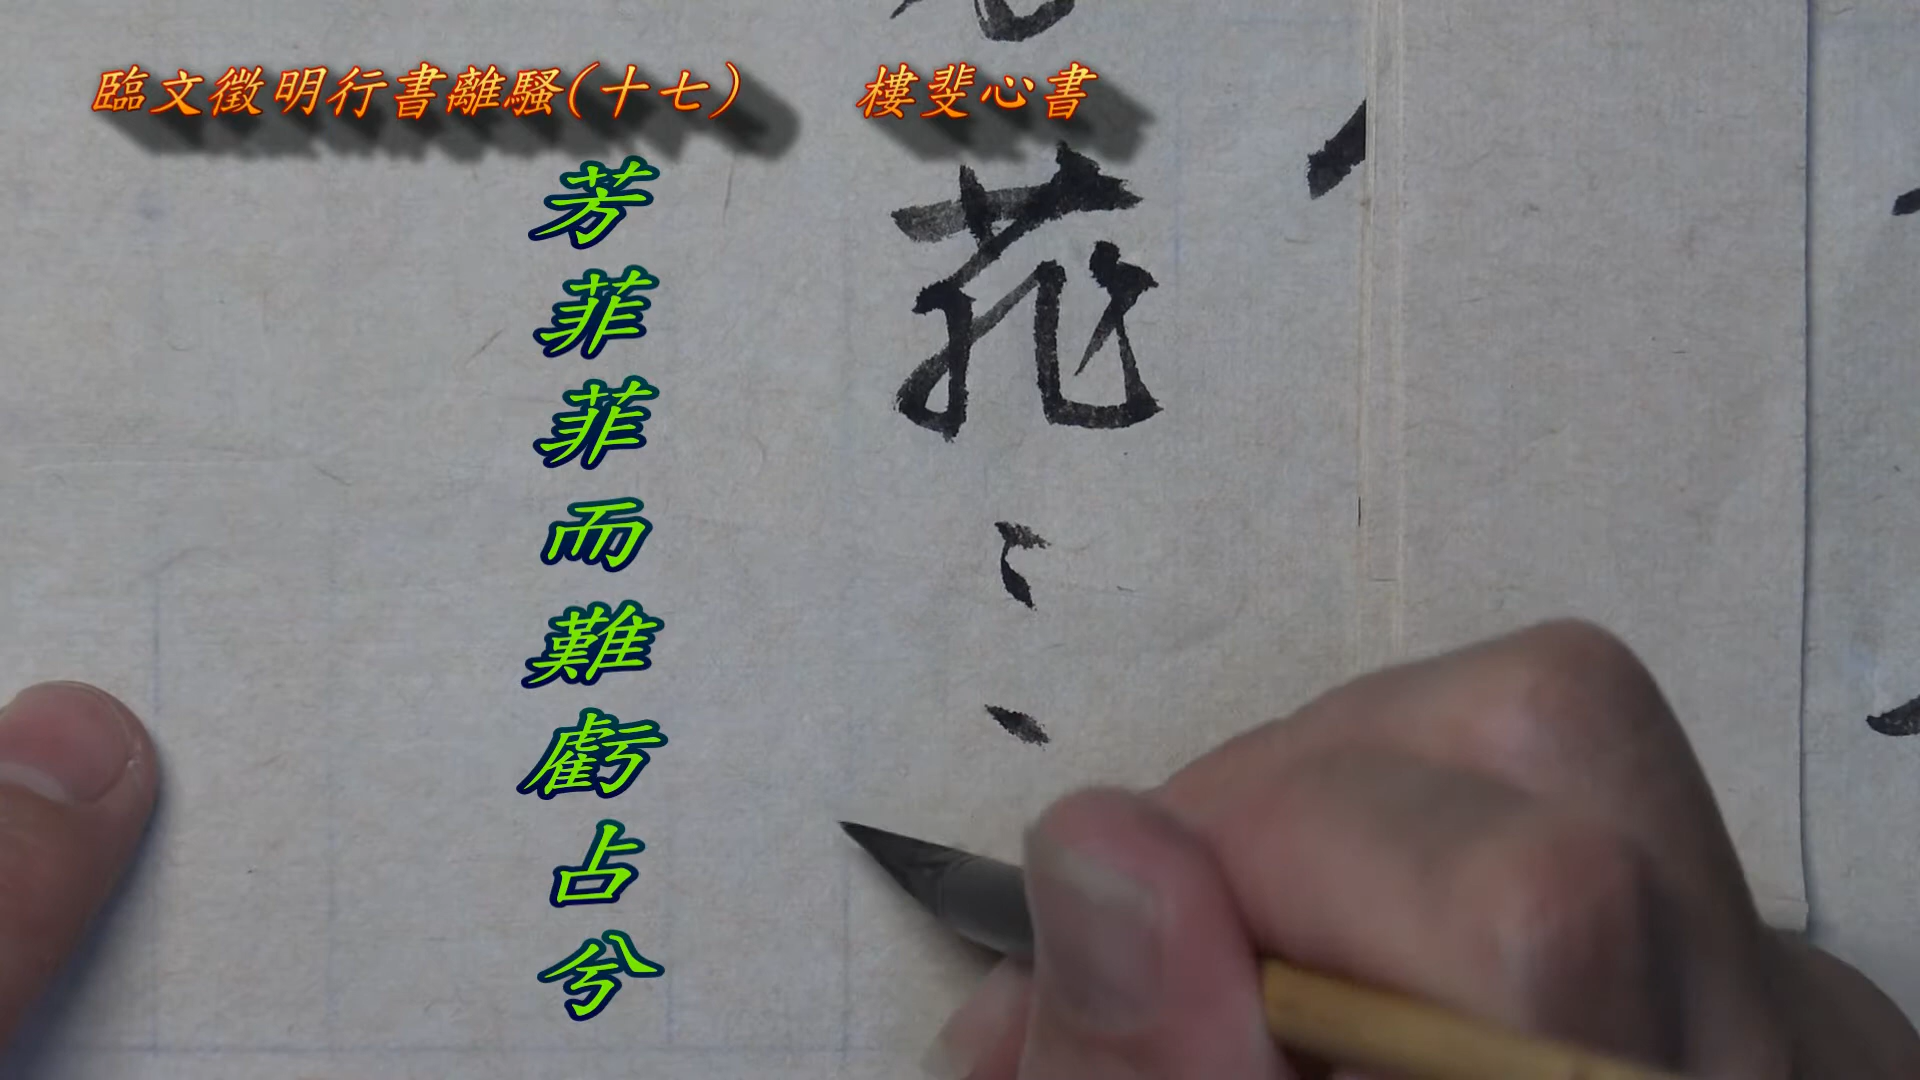 臨文徵明行書離騷(十七) 樓斐心書
芳菲菲而難虧占兮
菲